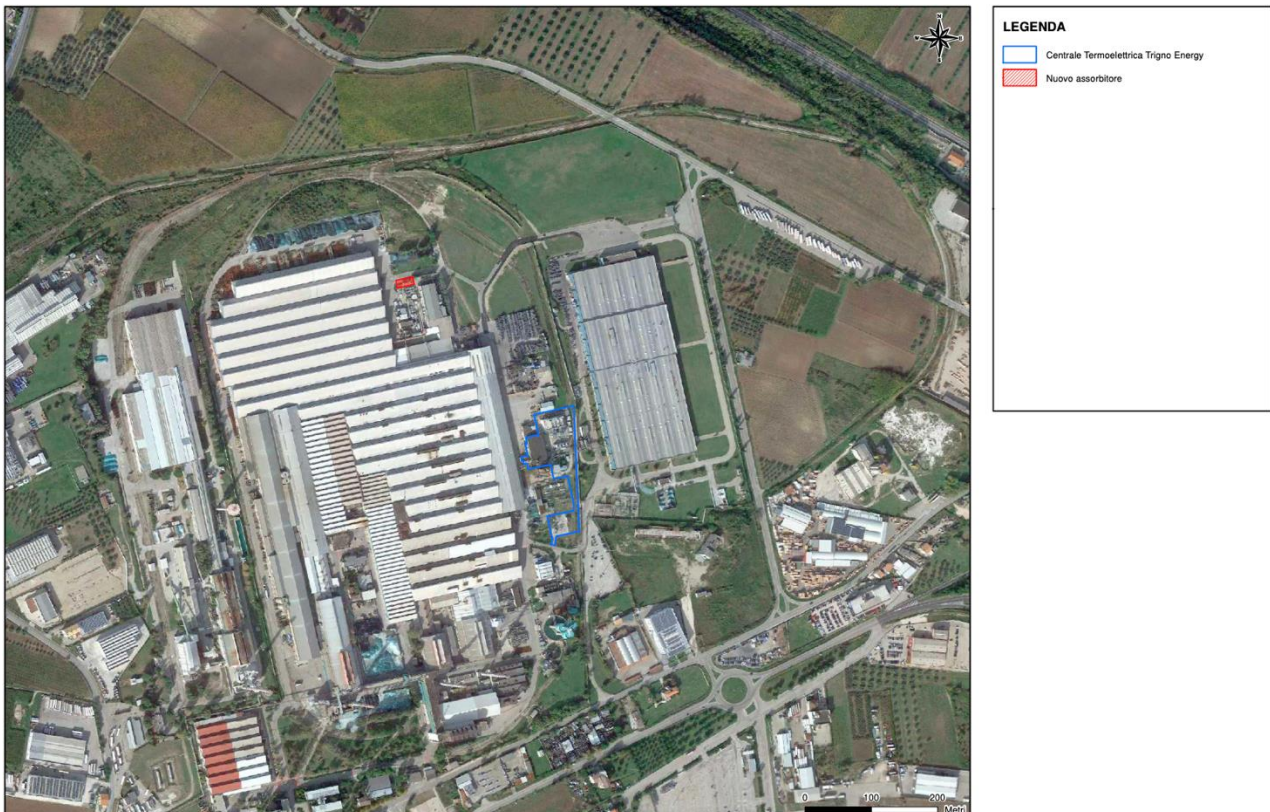 N
W
E
S
LEGENDA
Centrale Termoelettrica Trigno Energy
Nuovo assorbitore
0 100 200
Metri